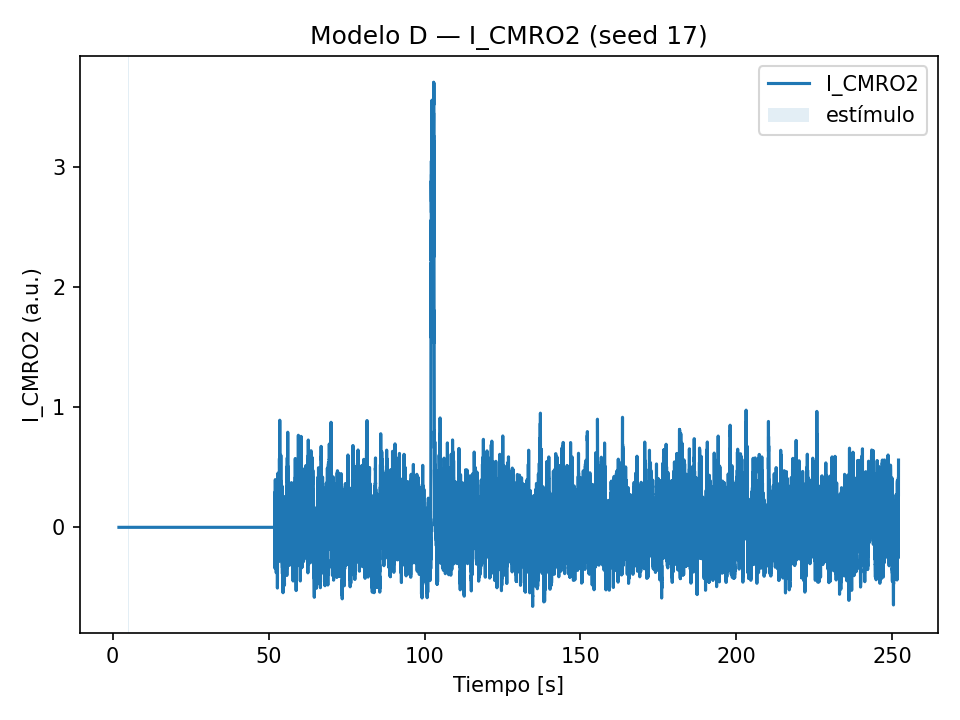 Modelo D — I_CMRO2 (seed 17)
I_CMRO2
estímulo
I_CMRO2 (a.u.)
3
2
1
0
0 50 100 150 200 250
Tiempo [s]